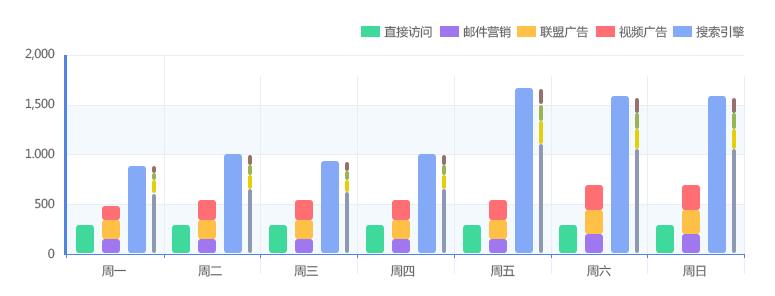 直接访问 邮件营销 联盟广告 视频广告 搜索引擎
2,000
1,500
1.000
500
0
周一 周二 周三 周四 周五 周六 周日